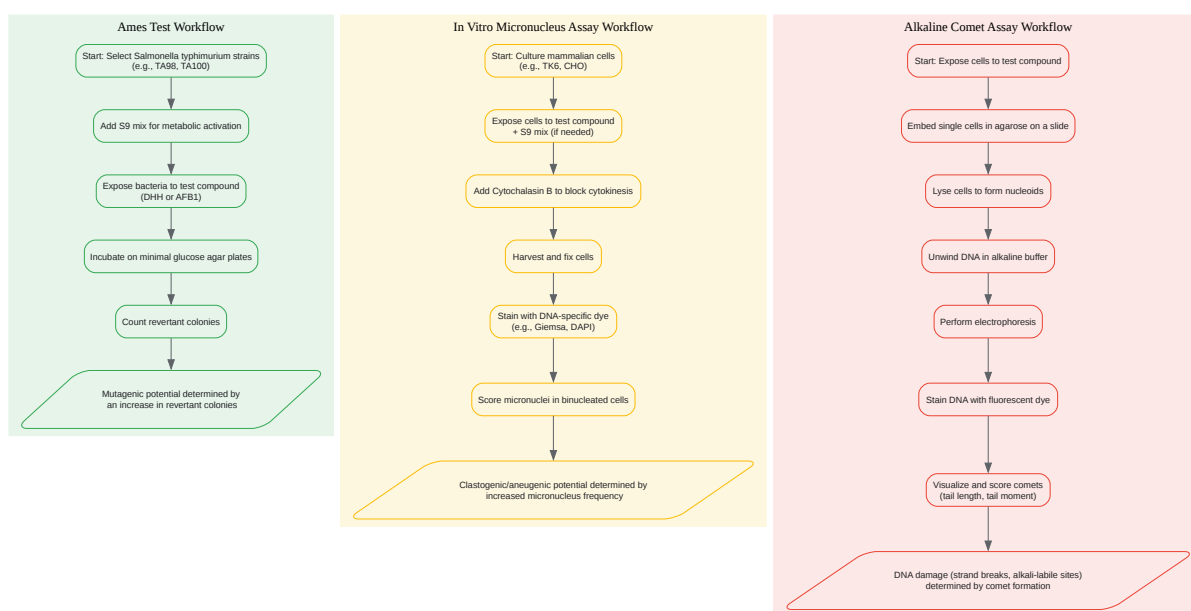 Ames Test Workflow
Start: Select Salmonella typhimurium strains
(e.g., TA98, TA100)
Add S9 mix for metabolic activation
Expose bacteria to test compound
(DHH or AFB1)
Incubate on minimal glucose agar plates
Count revertant colonies
Mutagenic potential determined by
an increase in revertant colonies
In Vitro Micronucleus Assay Workflow
Start: Culture mammalian cells
(e.g., TK6, CHO)
Expose cells to test compound
+ S9 mix (if needed)
Add Cytochalasin B to block cytokinesis
Harvest and fix cells
Stain with DNA-specific dye
(e.g., Giemsa, DAPI)
Score micronuclei in binucleated cells
Clastogenic/aneugenic potential determined by
increased micronucleus frequency
Alkaline Comet Assay Workflow
Start: Expose cells to test compound
Embed single cells in agarose on a slide
Lyse cells to form nucleoids
Unwind DNA in alkaline buffer
Perform electrophoresis
Stain DNA with fluorescent dye
Visualize and score comets
(tail length, tail moment)
DNA damage (strand breaks, alkali-labile sites)
determined by comet formation